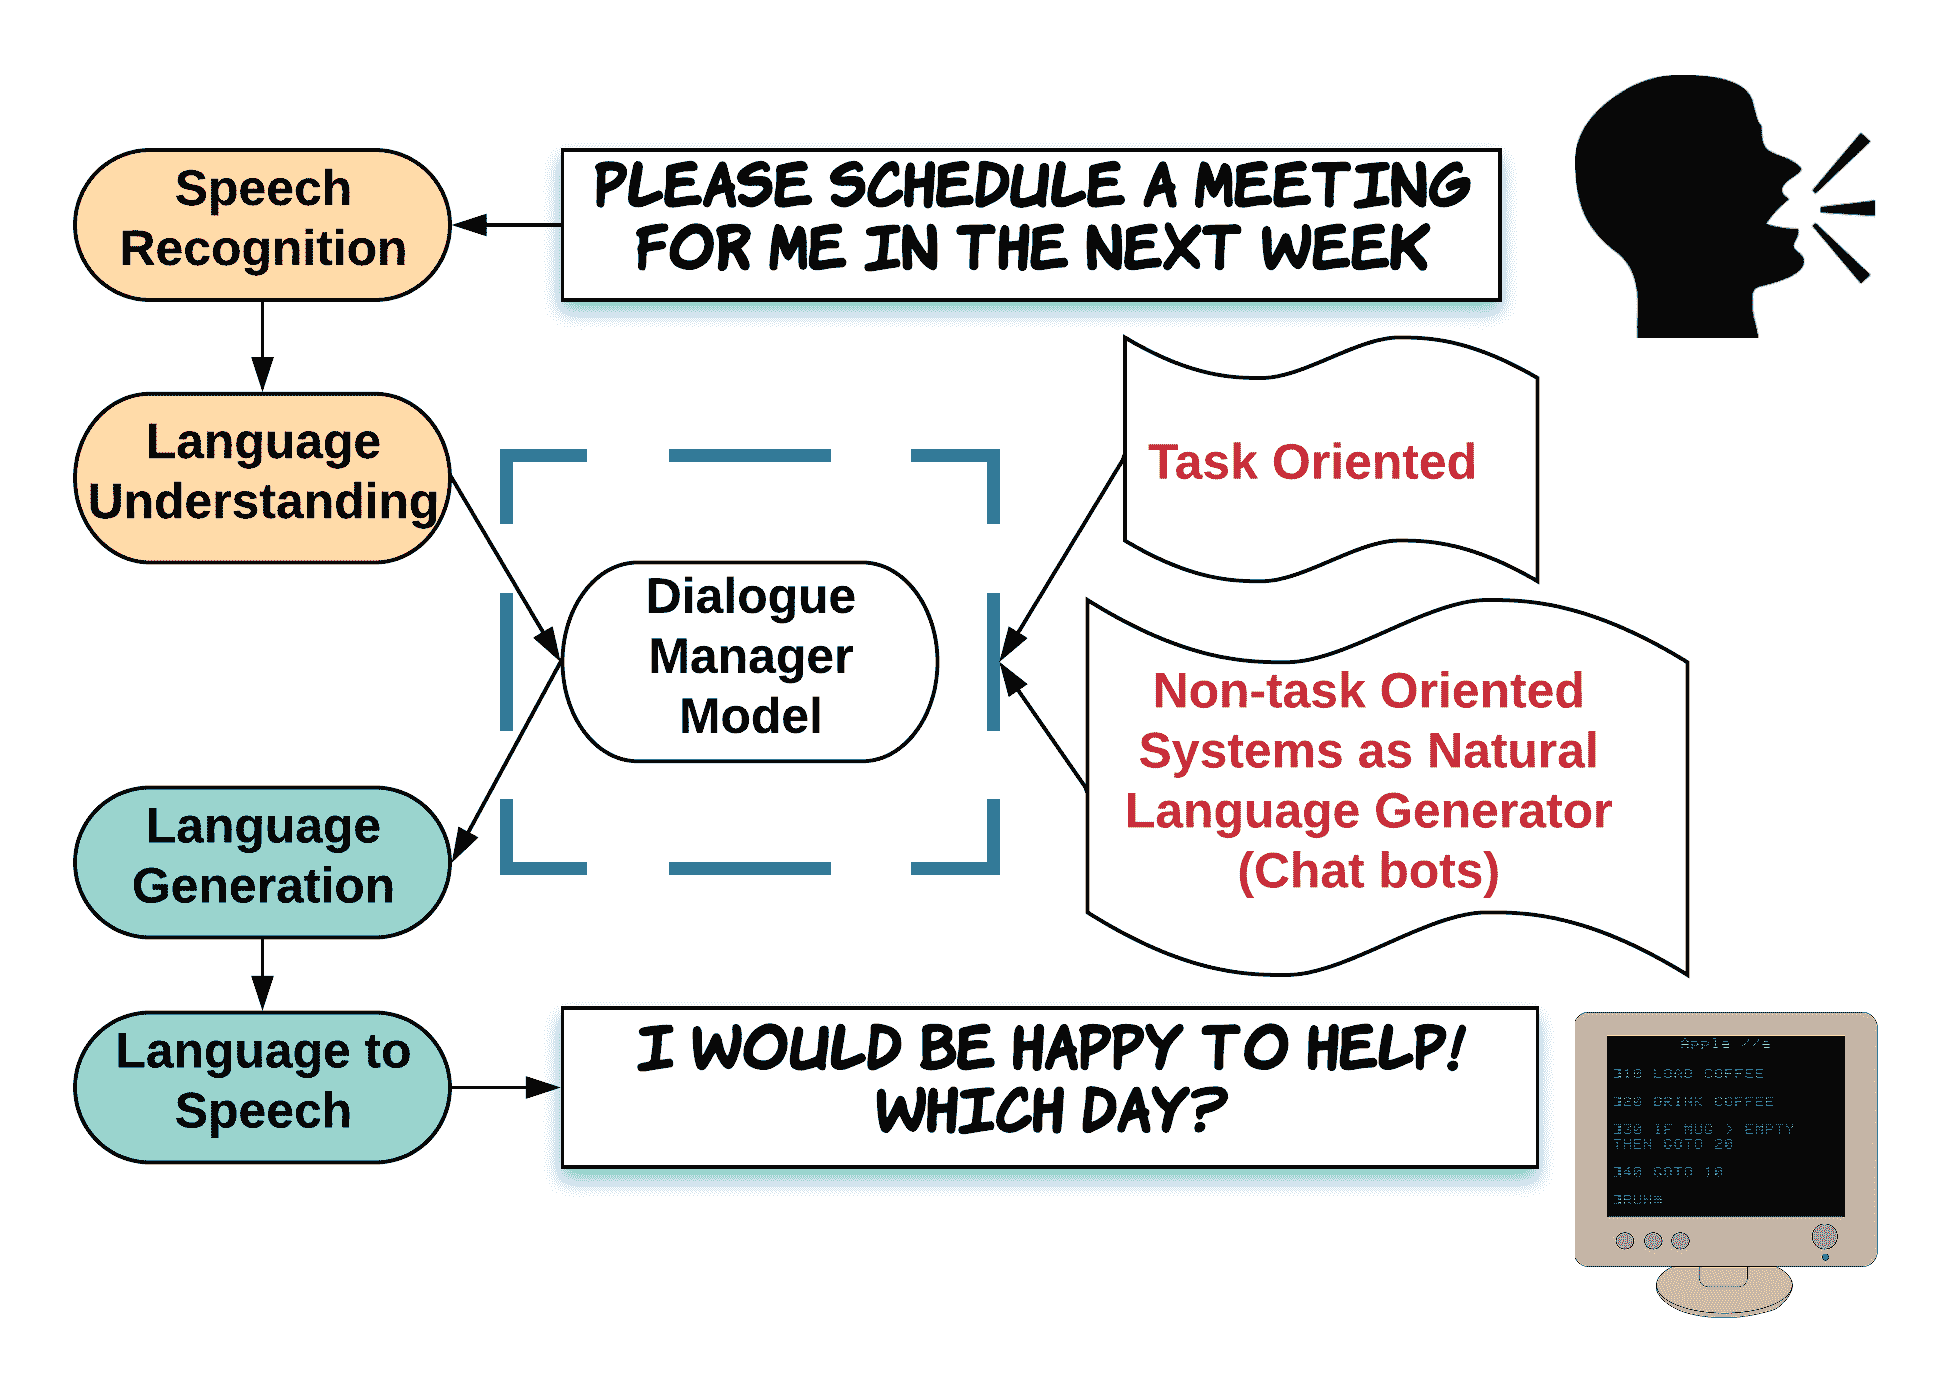 Speech
Recognition
PLEASE SCHEDULE A MEETING
FOR ME IN THE NEXT WEEK
Language
Understanding
Task Oriented
Dialogue
Manager
Model
Non-task Oriented
Systems as Natural
Language Generator
(Chat bots)
Language
Generation
Language to
Speech
I WOULD BE HAPPY TO HELP!
WHICH DAY?
Apple //e
]10 LOAD COFFEE
]20 DRINK COFFEE
]30 IF MUG > EMPTY
THEN GOTO 20
]40 GOTO 10
]RUN